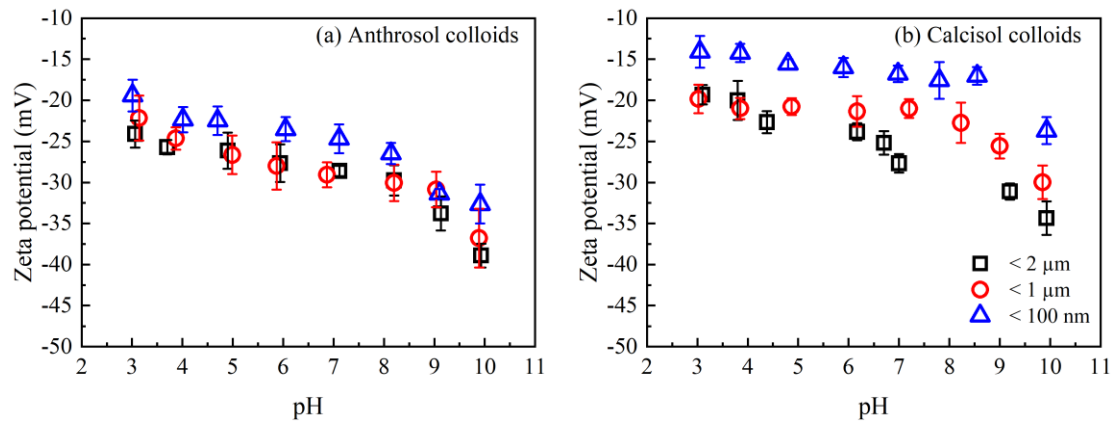 (a) Anthrosol colloids
Zeta potential (mV)
-10
-15
-20
-25
-30
-35
-40
-45
-50
2 3 4 5 6 7 8 9 10 11
pH
(b) Calcisol colloids
Zeta potential (mV)
-10
-15
-20
-25
-30
-35
-40
-45
-50
< 2 μm
< 1 μm
< 100 nm
2 3 4 5 6 7 8 9 10 11
pH